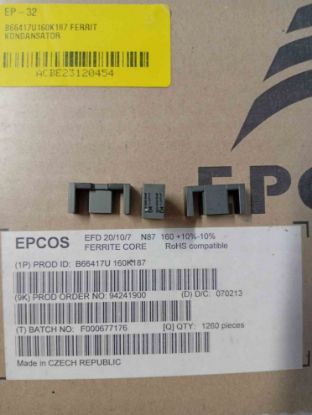 EP - 32
B66417U160K187 FERRIT
KONDANSATOR
ACBE23120454
EPC
EPCOS EFD 20/10/7 N87 160 +10%-10%
FERRITE CORE RoHS compatible
(1P) PROD ID: B66417U 160K187
(9K) PROD ORDER NO: 94241900 (D) D/C: 070213
(T) BATCH NO: F000677176 [Q] QTY: 1260 pieces
Made in CZECH REPUBLIC